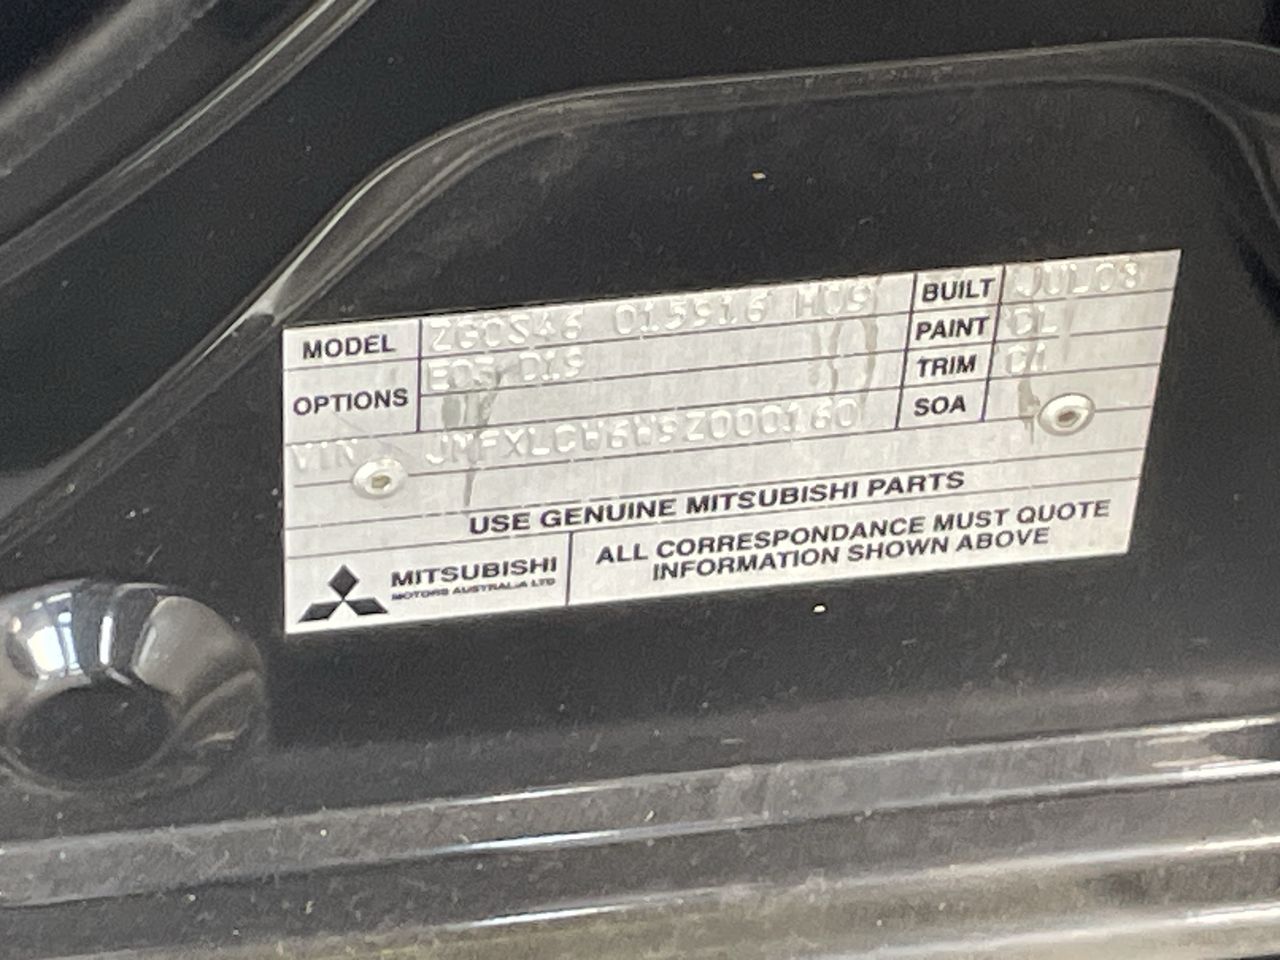 MODEL ZGCS46 015916 H09 BUILT JUL08
OPTIONS E05,D19 PAINT
TRIM
SOA
VIN
USE GENUINE MITSUBISHI PARTS
MITSUBISHI
MOTORS AUSTRALIA LTD
ALL CORRESPONDANCE MUST QUOTE
INFORMATION SHOWN ABOVE